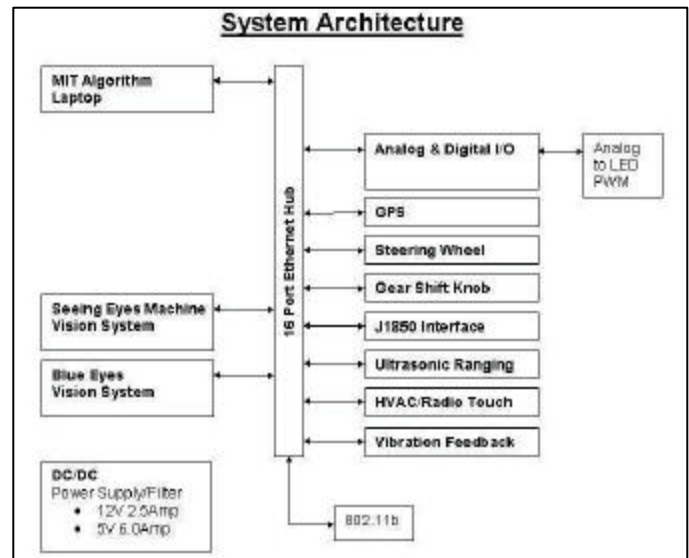 System Architecture
MIT Algorithm
Laptop
Seeing Eyes Machine
Vision System
Blue Eyes
Vision System
DC/DC
Power Supply/Filter
• 12V 2.5Amp
• 5V 6.0Amp
16 Port Ethernet Hub
Analog & Digital I/O
GPS
Steering Wheel
Gear Shift Knob
J1850 Interface
Ultrasonic Ranging
HVAC/Radio Touch
Vibration Feedback
802.11b
Analog
to LED
PWM